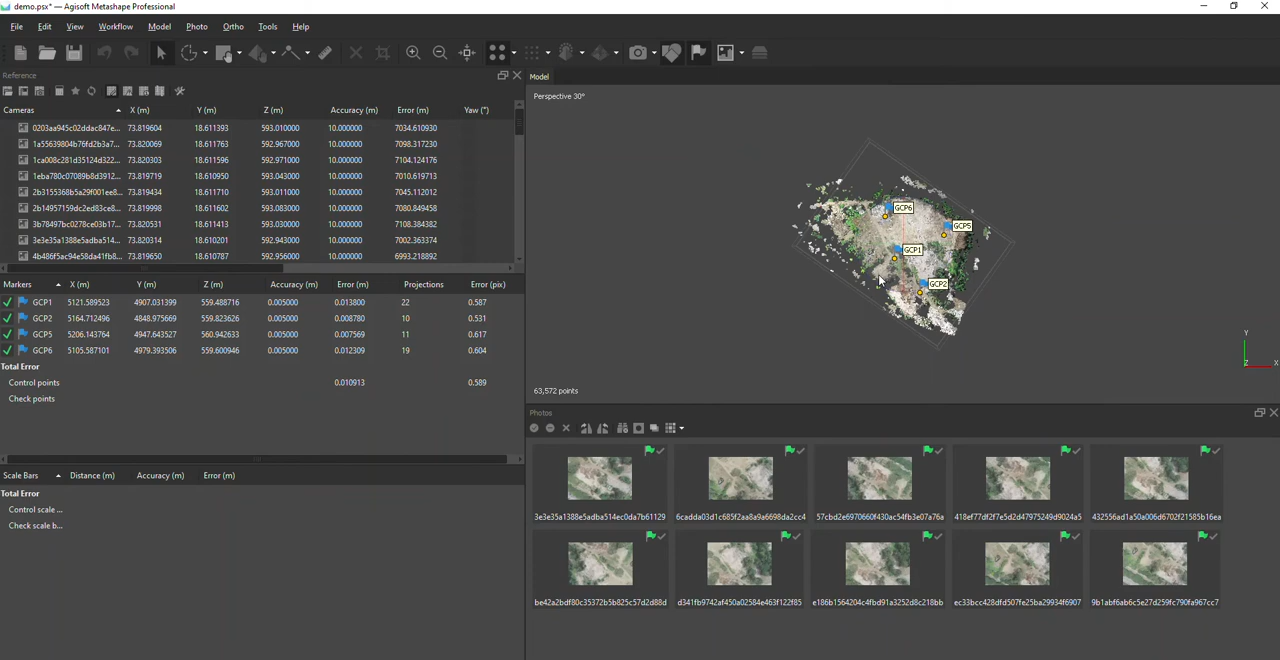 demo.psx* — Agisoft Metashape Professional
File Edit View Workflow Model Photo Ortho Tools Help
Reference
Cameras X (m) Y (m) Z (m) Accuracy (m) Error (m) Yaw (°)
0203aa945c02ddac847e... 73.819604 18.611393 593.010000 10.000000 7034.610930
1a55639804b76fd2b3a7... 73.820069 18.611763 592.967000 10.000000 7098.317230
1ca008c281d35124d322... 73.820303 18.611596 592.971000 10.000000 7104.124176
1eba780c07089b8d3912... 73.819719 18.610950 593.043000 10.000000 7010.619713
2b3155368b5a29f001ee8... 73.819434 18.611710 593.011000 10.000000 7045.112012
2b14957159dc2ed83ce8... 73.819998 18.611602 593.083000 10.000000 7080.849458
3b78497bc0278ce03b17... 73.820531 18.611413 593.030000 10.000000 7108.384382
3e3e35a1388e5adba514... 73.820314 18.610201 592.943000 10.000000 7002.363374
4b486f5ac94e58da41fb8... 73.819650 18.610787 592.956000 10.000000 6993.218892
Markers X (m) Y (m) Z (m) Accuracy (m) Error (m) Projections Error (pix)
GCP1 5121.589523 4907.031399 559.488716 0.005000 0.013800 22 0.587
GCP2 5164.712496 4848.975669 559.823626 0.005000 0.008780 10 0.531
GCP5 5206.143764 4947.643527 560.942633 0.005000 0.007569 11 0.617
GCP6 5105.587101 4979.393506 559.600946 0.005000 0.012309 19 0.604
Total Error
Control points 0.010913 0.589
Check points
Scale Bars Distance (m) Accuracy (m) Error (m)
Total Error
Control scale ...
Check scale b...
Model
Perspective 30°
GCP6
GCP5
GCP1
GCP2
Y
Z X
63,572 points
Photos
3e3e35a1388e5adba514ec0da7b61129 6cadda03d1c685f2aa8a9a6698da2cc4 57cbd2e6970660f430ac54fb3e07a76a 418ef77df2f7e5d2d47975249d9024a5 432556ad1a50a006d6702f21585b16ea
be42a2bdf80c35372b5b825c57d2d88d d341fb9742af450a02584e463f122f85 e186b1564204c4fbd91a3252d8c218bb ec33bcc428dfd507fe25ba29934f6907 9b1abf6ab6c5e27d259fc790fa967cc7